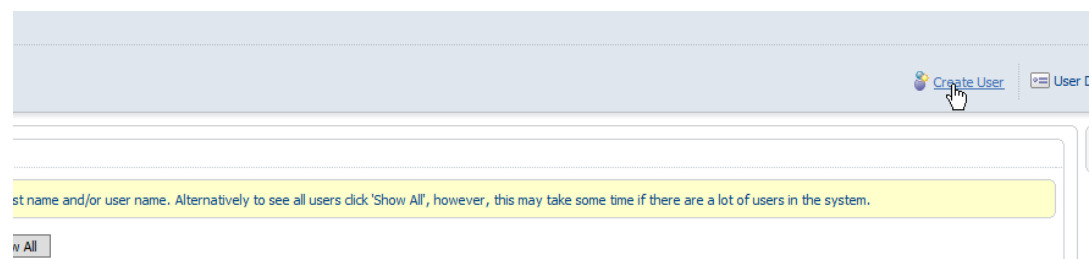 Create User
User D
st name and/or user name. Alternatively to see all users click 'Show All', however, this may take some time if there are a lot of users in the system.
w All